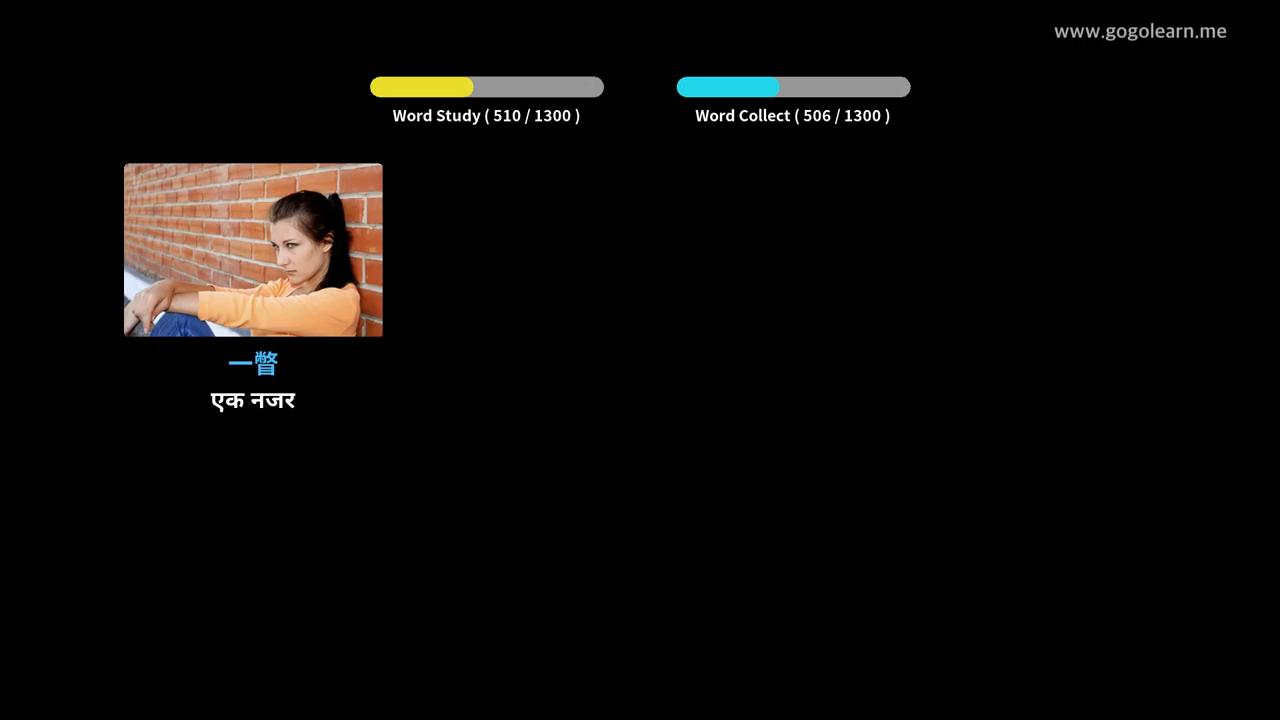 www.gogolearn.me
Word Study ( 510 / 1300 )
Word Collect ( 506 / 1300 )
一瞥
एक नजर